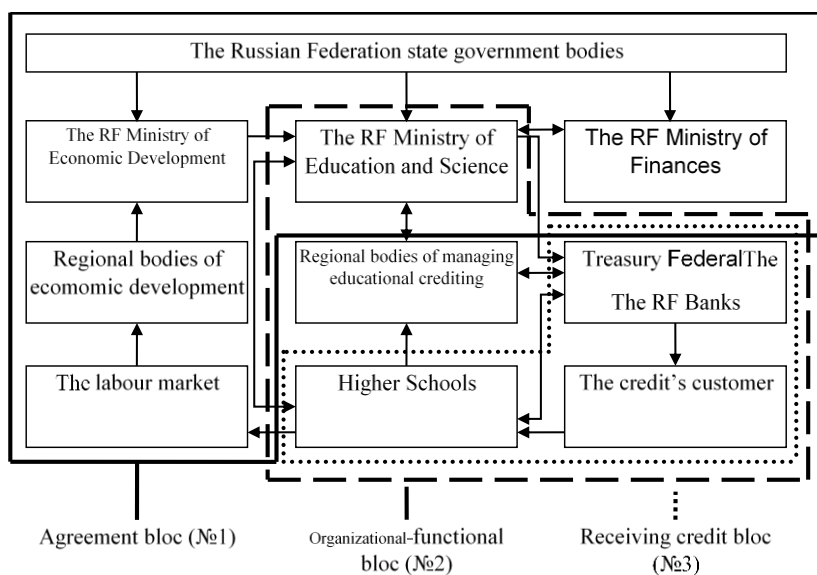 The Russian Federation state government bodies
The RF Ministry of
Economic Development
The RF Ministry of
Education and Science
The RF Ministry of
Finances
Regional bodies of
economic development
Regional bodies of managing
educational crediting
Treasury FederalThe
The RF Banks
The labour market
Higher Schools
The credit's customer
Agreement bloc (№1)
Organizational-functional
bloc (№2)
Receiving credit bloc
(№3)